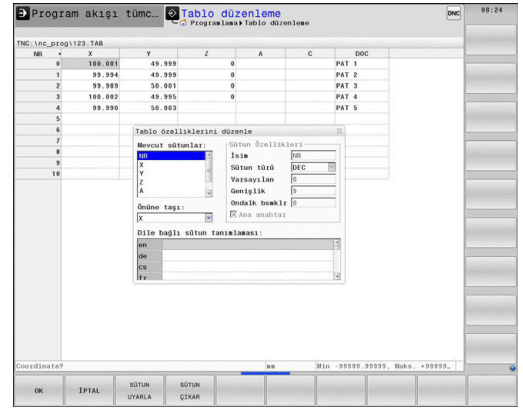 Program akışı tümc…
Tablo düzenleme
Programlama▸Tablo düzenleme
DNC
08:24
TNC:\nc_prog\123.TAB
NR X Y Z A C DOC
0 100.001 49.999 0 PAT 1
1 99.994 49.999 0 PAT 2
2 99.989 50.001 0 PAT 3
3 100.002 49.995 0 PAT 4
4 99.990 50.003 PAT 5
5
6
7
8
9
10
Tablo özelliklerini düzenle
Mevcut sütunlar:
NR
X
Y
Z
A
Önüne taşı:
X
Sütun Özellikleri
İsim NR
Sütun türü DEC
Varsayılan 0
Genişlik 9
Ondalk bsmklr 0
Ana anahtar
Dile bağlı sütun tanımlaması:
en
de
cs
fr
Coordinate?
mm
Min -99999.99999, Maks. +99999…
OK
İPTAL
SÜTUN UYARLA
SÜTUN ÇIKAR